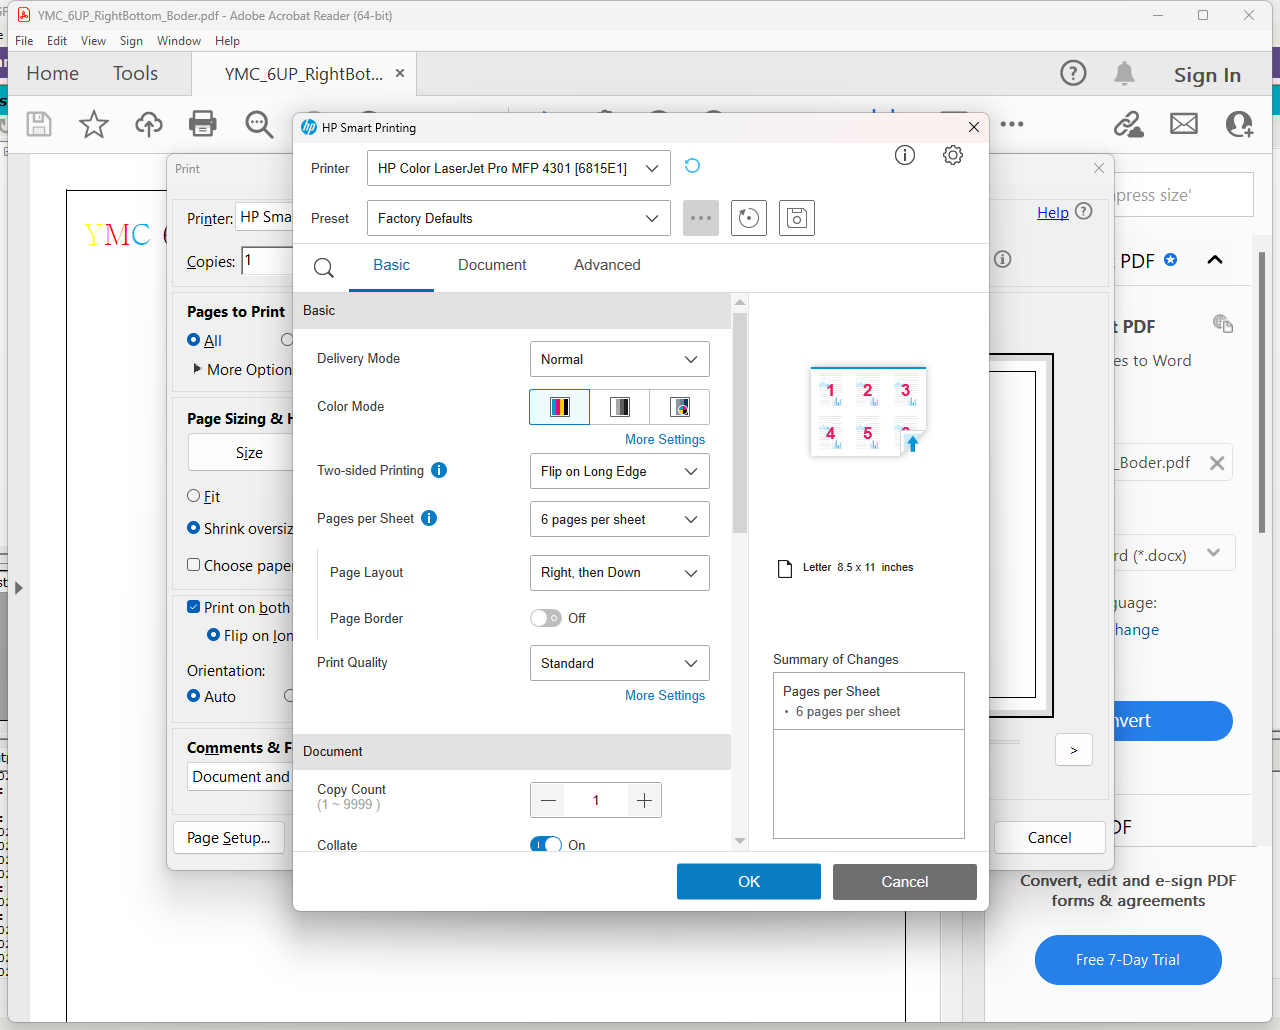 YMC_6UP_RightBottom_Boder.pdf - Adobe Acrobat Reader (64-bit)
File Edit View Sign Window Help
Home Tools YMC_6UP_RightBot... × Sign In
HP Smart Printing
Print
Printer HP Color LaserJet Pro MFP 4301 [6815E1]
Preset Factory Defaults
Printer: HP Sma
Help
Copies: 1
YMC 6
press size'
Basic Document Advanced
PDF
Basic
Pages to Print
All
More Option
Delivery Mode Normal
Color Mode
More Settings
Two-sided Printing Flip on Long Edge
Pages per Sheet 6 pages per sheet
Page Layout Right, then Down
Page Border Off
Print Quality Standard
More Settings
Document
Copy Count
(1 ~ 9999 )
1
Collate On
1 2 3
4 5
Letter 8.5 x 11 inches
Summary of Changes
Pages per Sheet
• 6 pages per sheet
OK Cancel
Page Sizing & H
Size
Fit
Shrink oversiz
Choose pape
Print on both
Flip on lon
Orientation:
Auto
Comments & F
Document and
Page Setup...
>
Cancel
t PDF
es to Word
_Boder.pdf
rd (*.docx)
guage:
hange
nvert
DF
Convert, edit and e-sign PDF
forms & agreements
Free 7-Day Trial